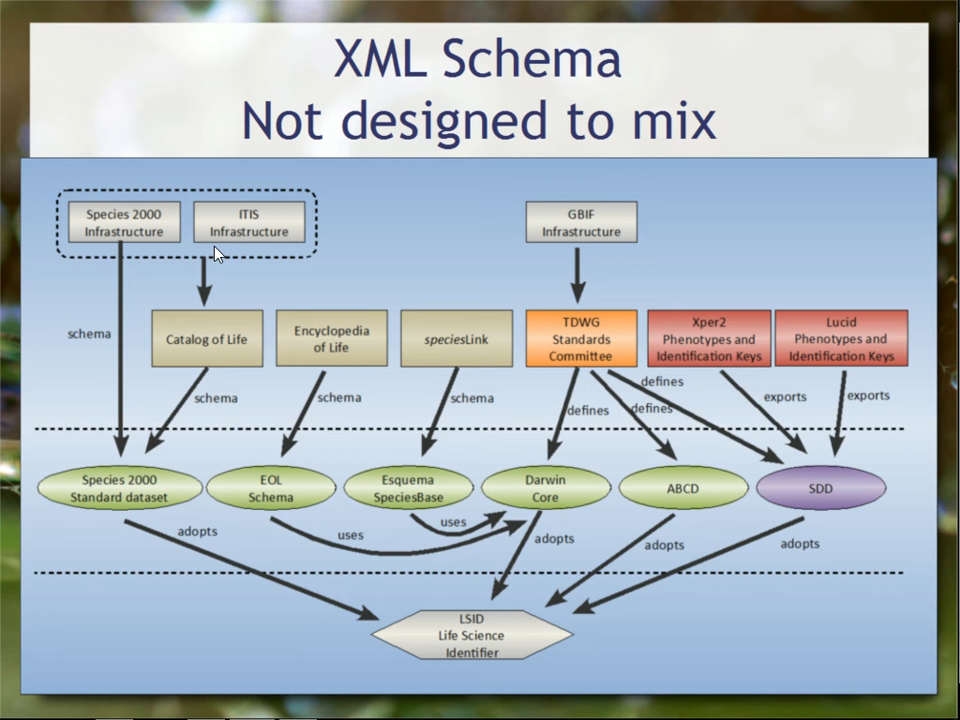 XML Schema
Not designed to mix
Species 2000
Infrastructure
ITIS
Infrastructure
GBIF
Infrastructure
schema
Catalog of Life
Encyclopedia
of Life
speciesLink
TDWG
Standards
Committee
Xper2
Phenotypes and
Identification Keys
Lucid
Phenotypes and
Identification Keys
schema
schema
schema
defines
defines
defines
exports
exports
Species 2000
Standard dataset
EOL
Schema
Esquema
SpeciesBase
Darwin
Core
ABCD
SDD
adopts
uses
uses
adopts
adopts
adopts
LSID
Life Science
Identifier